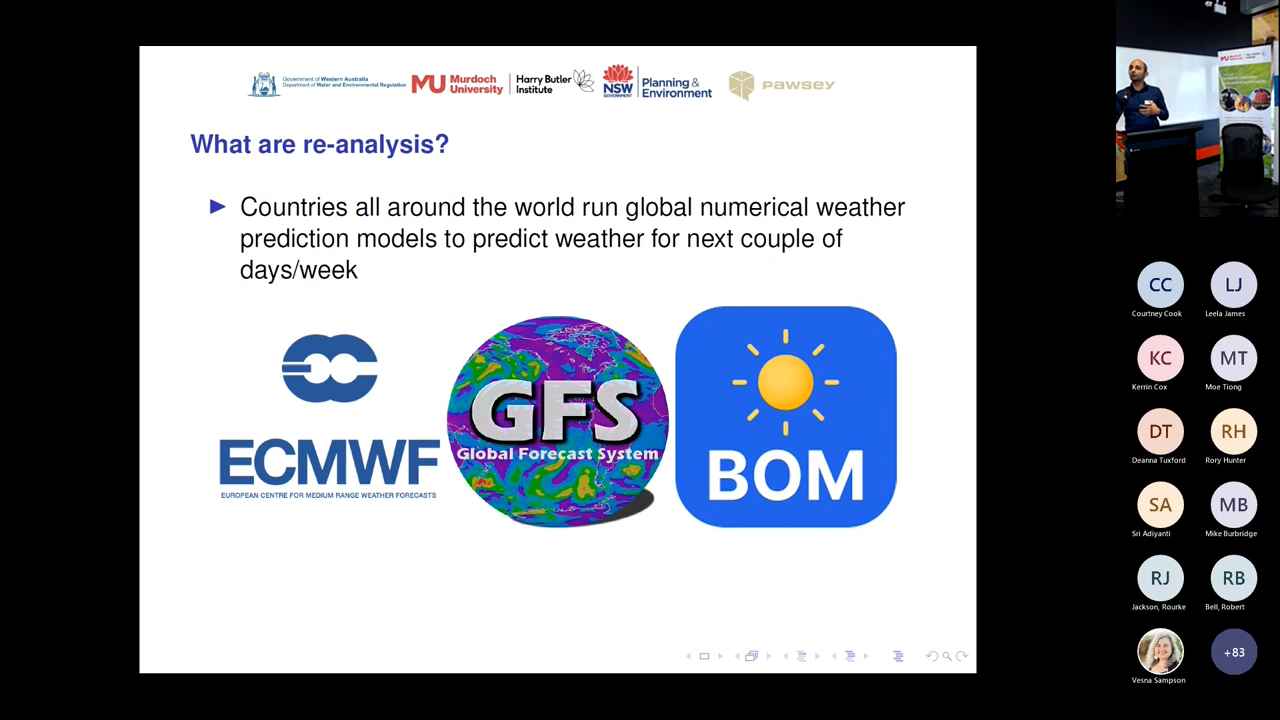 Government of Western Australia
Department of Water and Environmental Regulation
MU Murdoch University
Harry Butler Institute
NSW GOVERNMENT
Planning & Environment
PAWSEY
What are re-analysis?
Countries all around the world run global numerical weather
prediction models to predict weather for next couple of
days/week
ECMWF
EUROPEAN CENTRE FOR MEDIUM RANGE WEATHER FORECASTS
GFS
Global Forecast System
BOM
CC
Courtney Cook
LJ
Leela James
KC
Kerrin Cox
MT
Moe Tiong
DT
Deanna Tuxford
RH
Rory Hunter
SA
Sri Adiyanti
MB
Mike Burbridge
RJ
Jackson, Rourke
RB
Bell, Robert
Vesna Sampson
+83